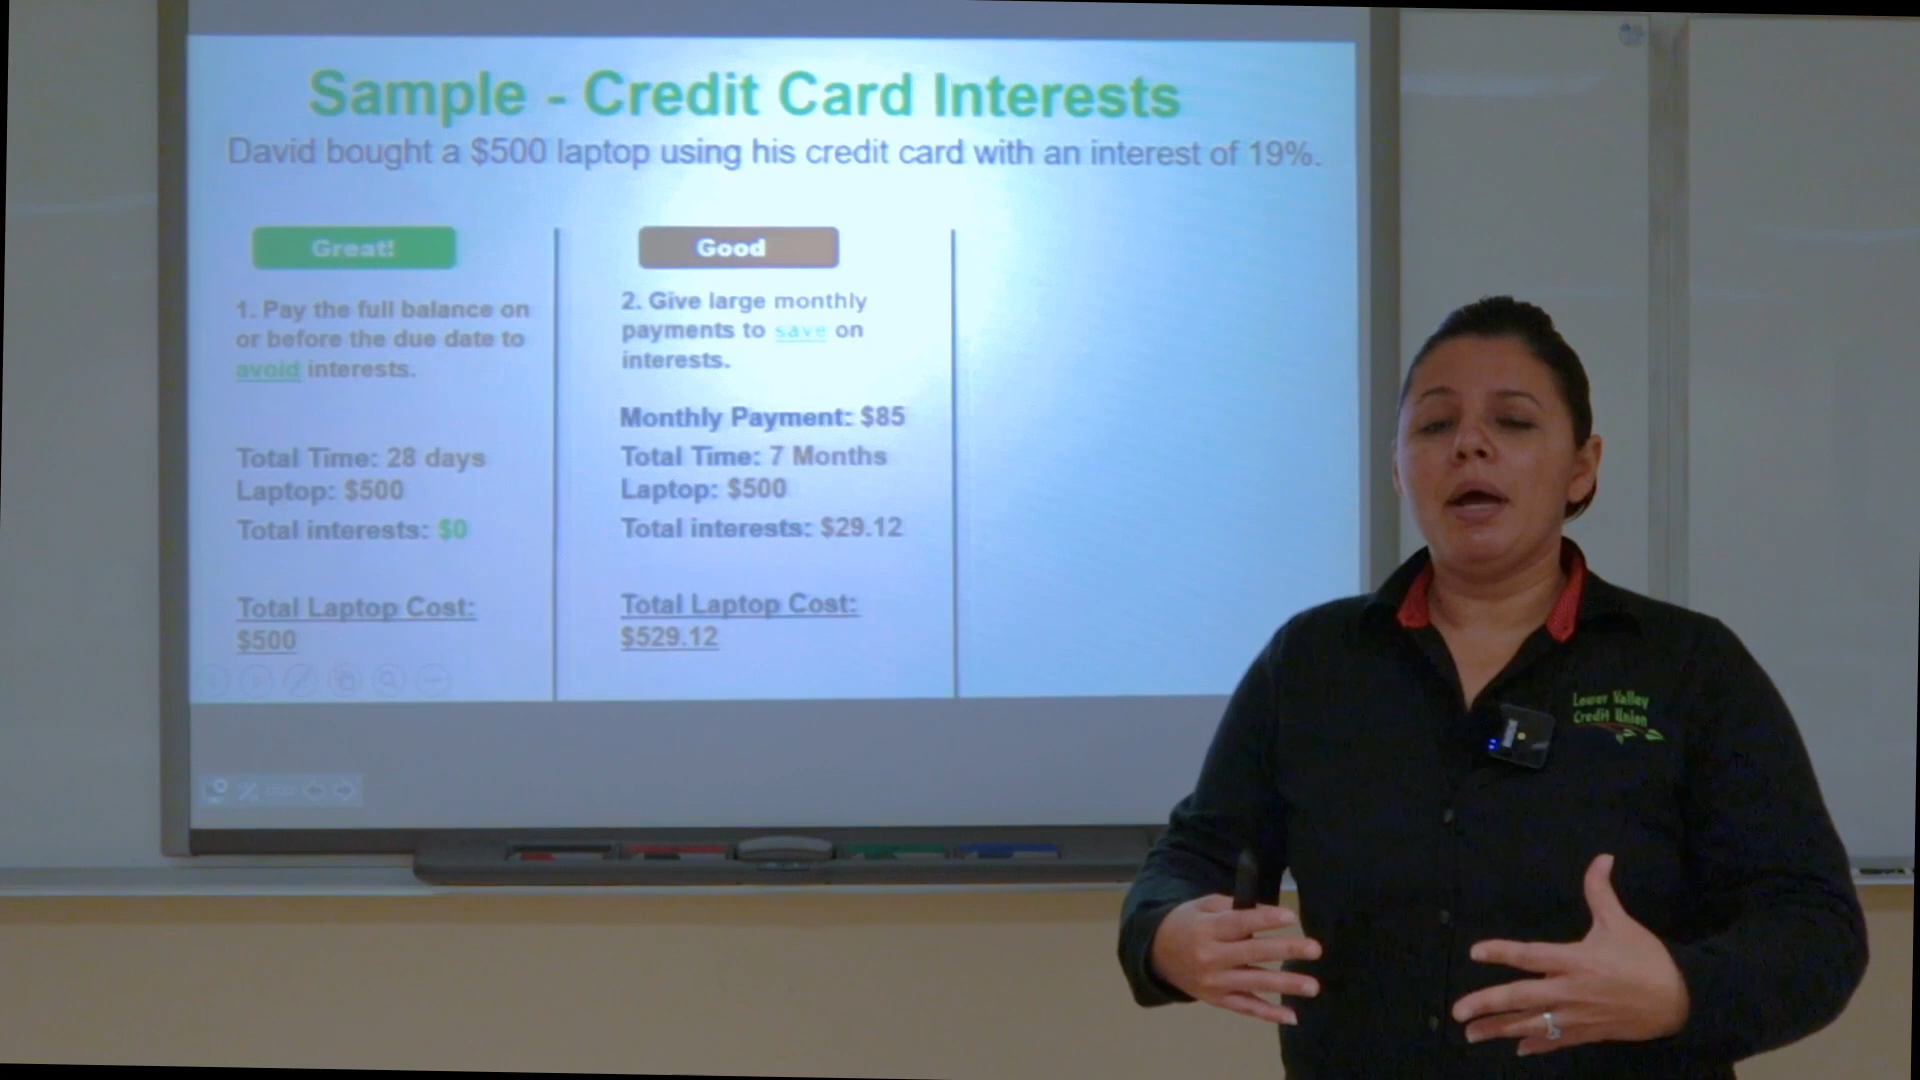 Sample - Credit Card Interests
David bought a $500 laptop using his credit card with an interest of 19%.
Great!
1. Pay the full balance on
or before the due date to
avoid interests.
Total Time: 28 days
Laptop: $500
Total interests: $0
Total Laptop Cost:
$500
Good
2. Give large monthly
payments to save on
interests.
Monthly Payment: $85
Total Time: 7 Months
Laptop: $500
Total interests: $29.12
Total Laptop Cost:
$529.12
Lower Valley
Credit Union